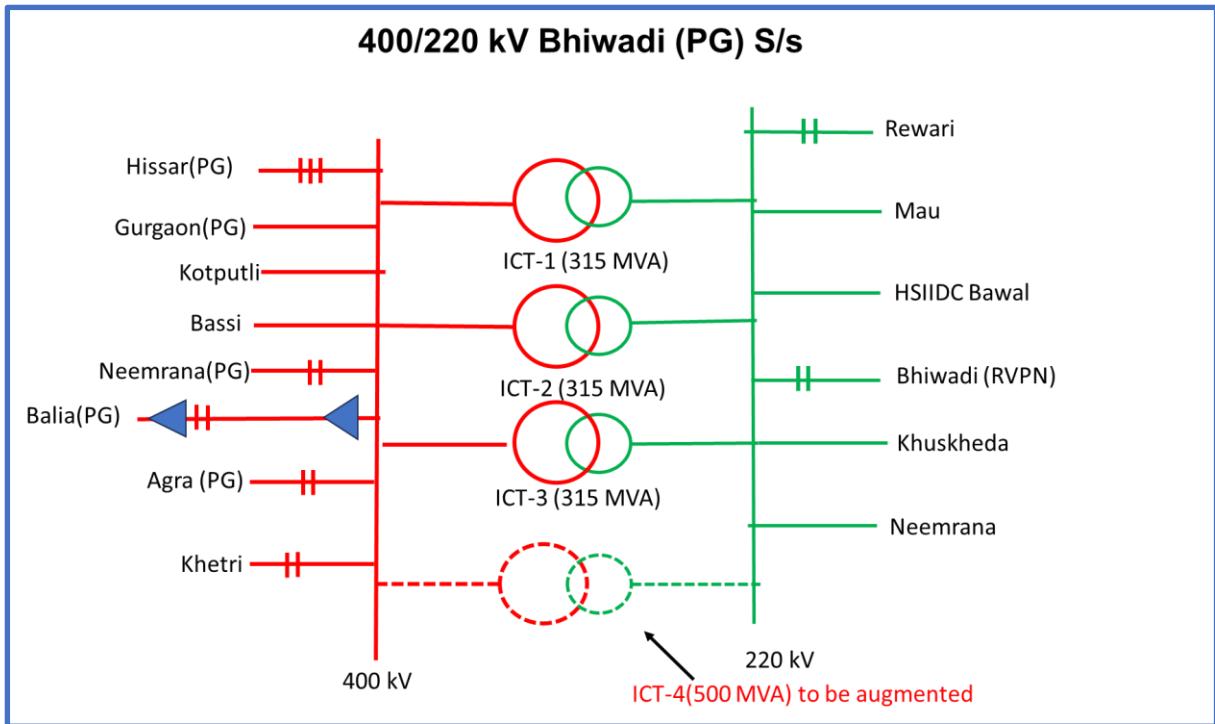 400/220 kV Bhiwadi (PG) S/s
Hissar(PG)
Gurgaon(PG)
Kotputli
Bassi
Neemrana(PG)
Balia(PG)
Agra (PG)
Khetri
400 kV
ICT-1 (315 MVA)
ICT-2 (315 MVA)
ICT-3 (315 MVA)
ICT-4(500 MVA) to be augmented
Rewari
Mau
HSIIDC Bawal
Bhiwadi (RVPN)
Khuskheda
Neemrana
220 kV